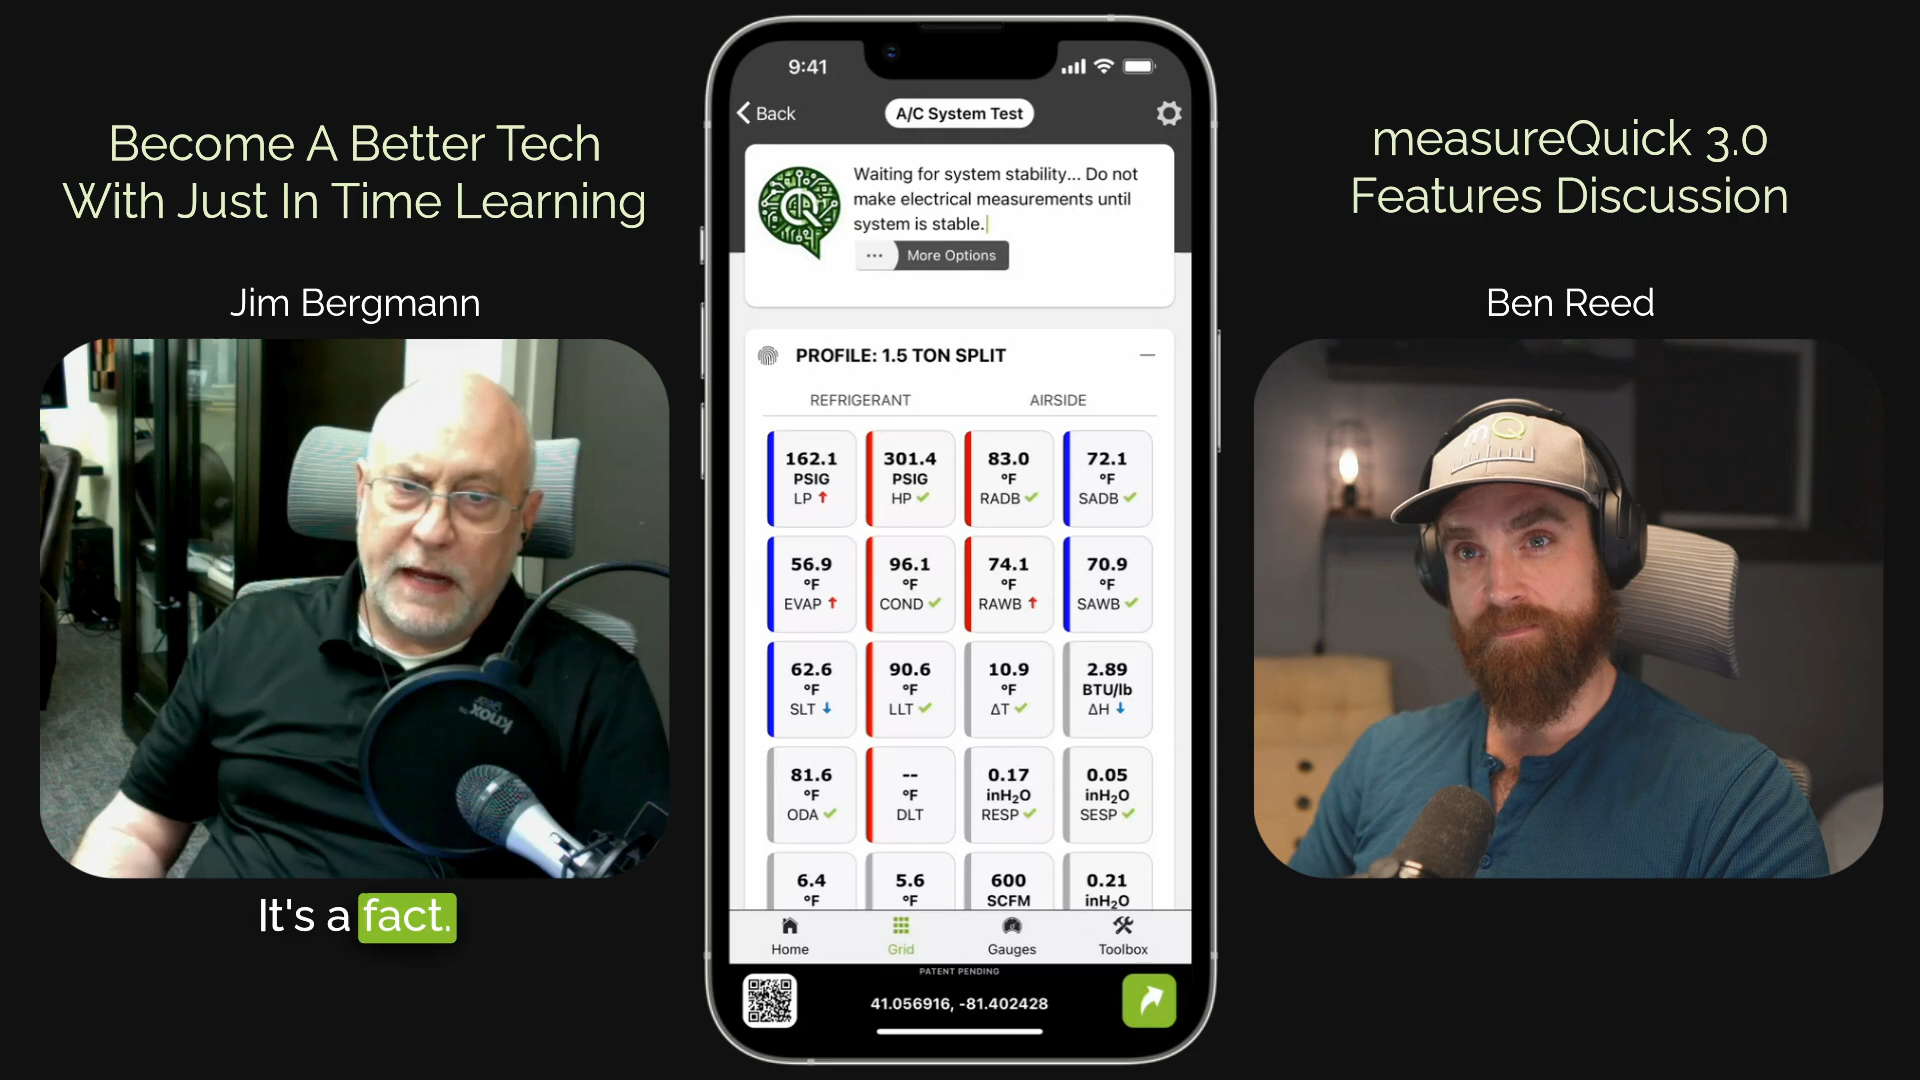 Become A Better Tech
With Just In Time Learning
Jim Bergmann
It's a fact.
9:41
Back
A/C System Test
Waiting for system stability... Do not
make electrical measurements until
system is stable.
More Options
PROFILE: 1.5 TON SPLIT
REFRIGERANT
AIRSIDE
162.1
PSIG
LP
301.4
PSIG
HP
83.0
°F
RADB
72.1
°F
SADB
56.9
°F
EVAP
96.1
°F
COND
74.1
°F
RAWB
70.9
°F
SAWB
62.6
°F
SLT
90.6
°F
LLT
10.9
°F
ΔT
2.89
BTU/lb
ΔH
81.6
°F
ODA
--
°F
DLT
0.17
inH₂O
RESP
0.05
inH₂O
SESP
6.4
°F
5.6
°F
600
SCFM
0.21
inH₂O
Home
Grid
Gauges
Toolbox
PATENT PENDING
41.056916, -81.402428
measureQuick 3.0
Features Discussion
Ben Reed
mQ
knox
gear